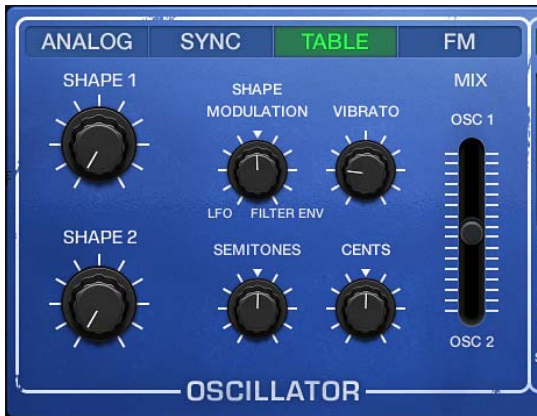 ANALOG SYNC TABLE FM
SHAPE 1
SHAPE
MODULATION
VIBRATO
MIX
OSC 1
LFO FILTER ENV
SHAPE 2
SEMITONES
CENTS
OSC 2
OSCILLATOR